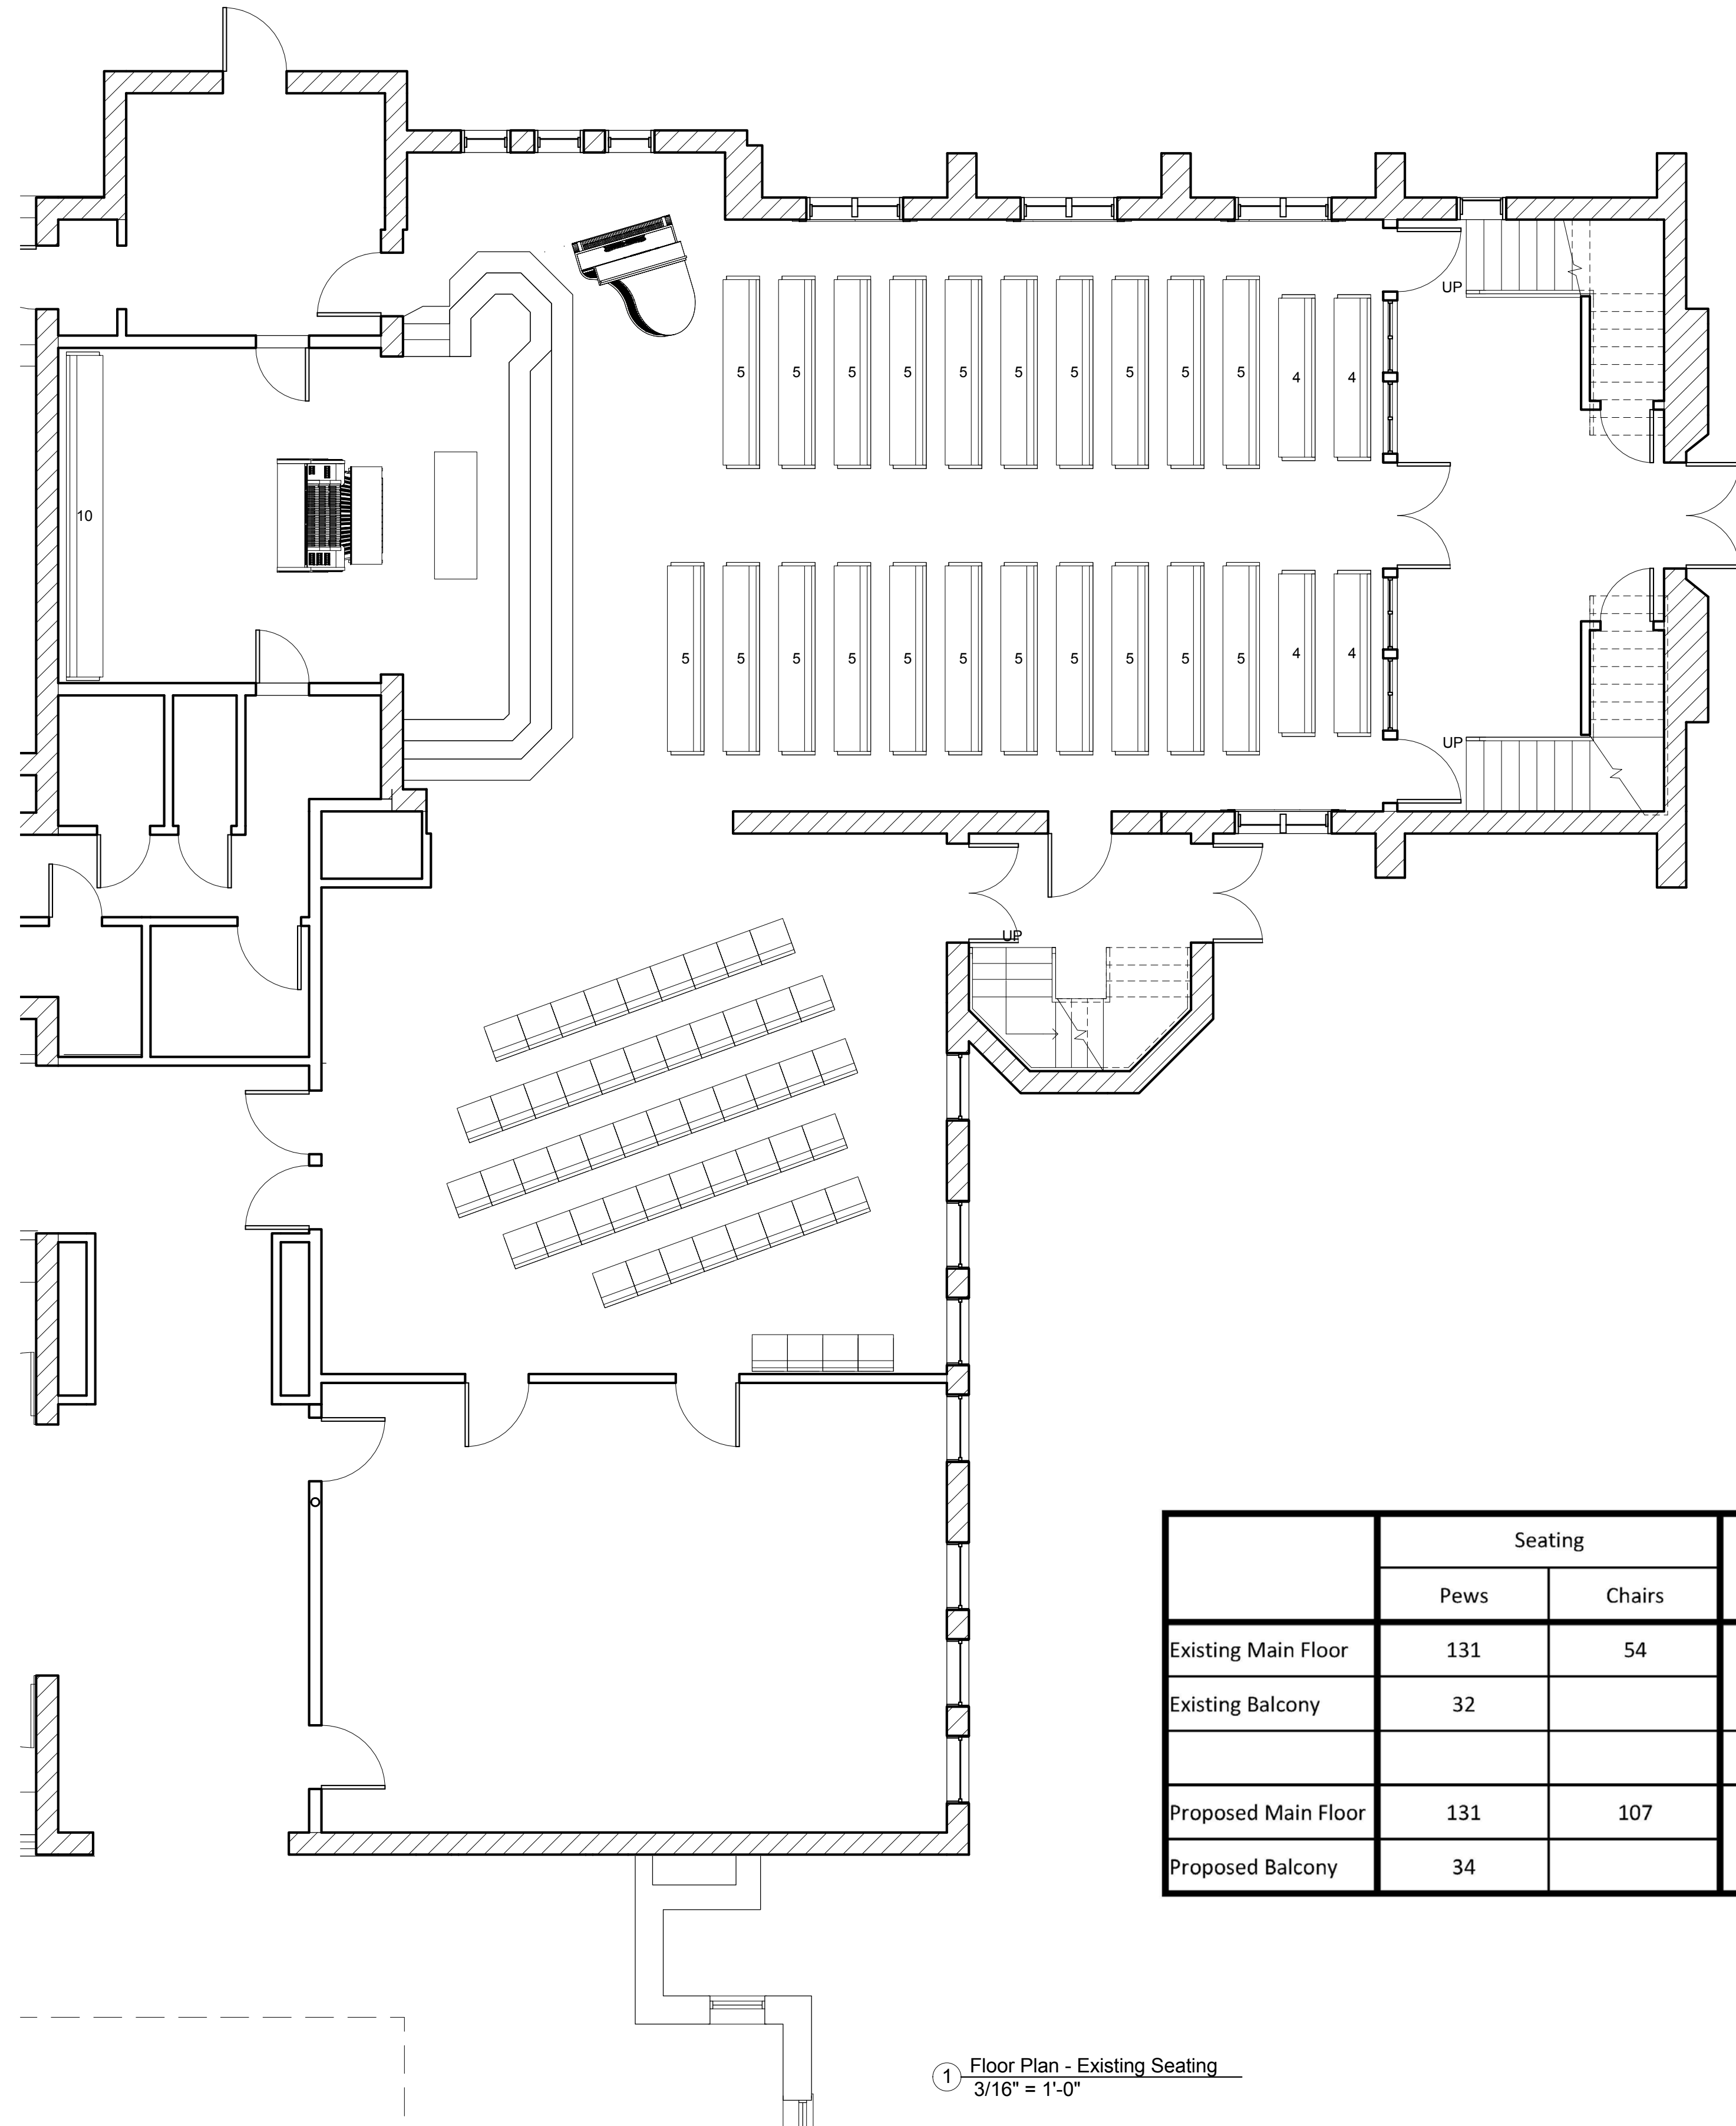 UP
5 5 5 5 5 5 5 5 5 5 4 4
10
5 5 5 5 5 5 5 5 5 5 5 4 4
UP
UP
Seating
Pews Chairs
Existing Main Floor 131 54
Existing Balcony 32
Proposed Main Floor 131 107
Proposed Balcony 34
1 Floor Plan - Existing Seating
3/16" = 1'-0"